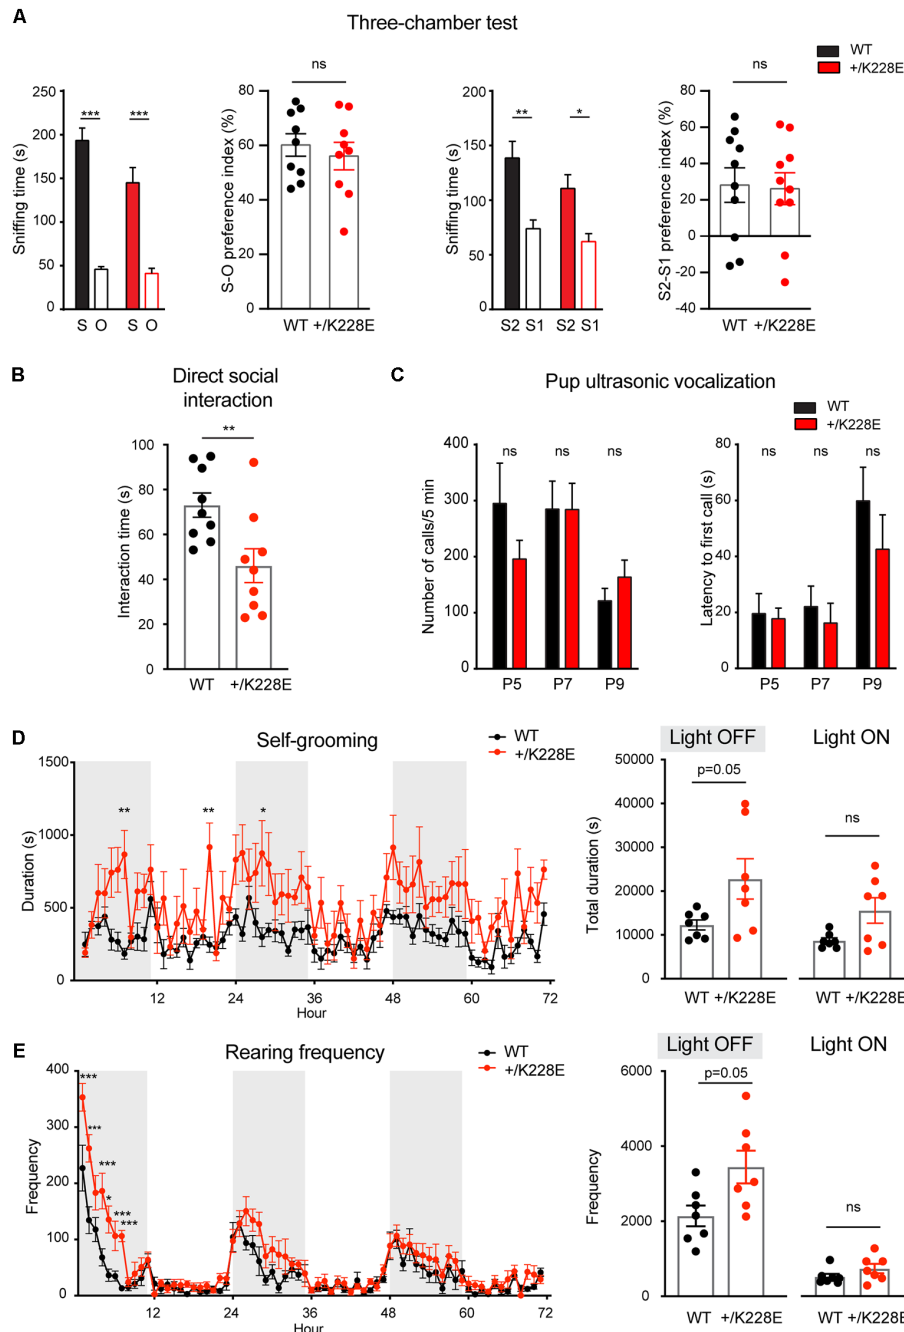 A
Three-chamber test
WT
+/K228E
Sniffing time (s)
250
200
150
100
50
0
***
***
S O S O
S-O preference index (%)
80
60
40
20
0
ns
WT +/K228E
Sniffing time (s)
200
150
100
50
0
**
*
S2 S1 S2 S1
S2-S1 preference index (%)
80
60
40
20
0
-20
-40
ns
WT +/K228E
B
Direct social
interaction
Interaction time (s)
100
80
60
40
20
0
**
WT +/K228E
C
Pup ultrasonic vocalization
WT
+/K228E
Number of calls/5 min
400
300
200
100
0
ns ns ns
P5 P7 P9
Latency to first call (s)
80
60
40
20
0
ns ns ns
P5 P7 P9
D
Self-grooming
WT
+/K228E
Duration (s)
1500
1000
500
0
** ** *
12 24 36 48 60 72
Hour
Light OFF
Light ON
Total duration (s)
50000
40000
30000
20000
10000
0
p=0.05
ns
WT +/K228E WT +/K228E
E
Rearing frequency
WT
+/K228E
Frequency
400
300
200
100
0
***
***
***
*
***
***
12 24 36 48 60 72
Hour
Light OFF
Light ON
Frequency
6000
4000
2000
0
p=0.05
ns
WT +/K228E WT +/K228E